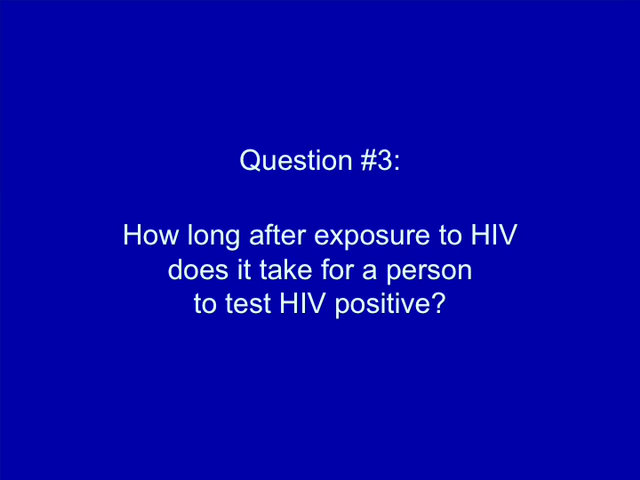 Question #3:
How long after exposure to HIV
does it take for a person
to test HIV positive?